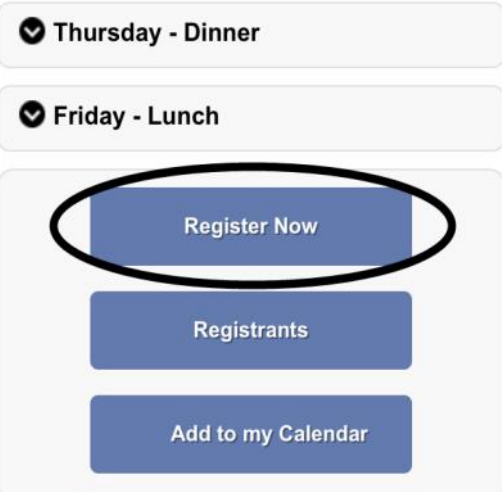 Thursday - Dinner
Friday - Lunch
Register Now
Registrants
Add to my Calendar